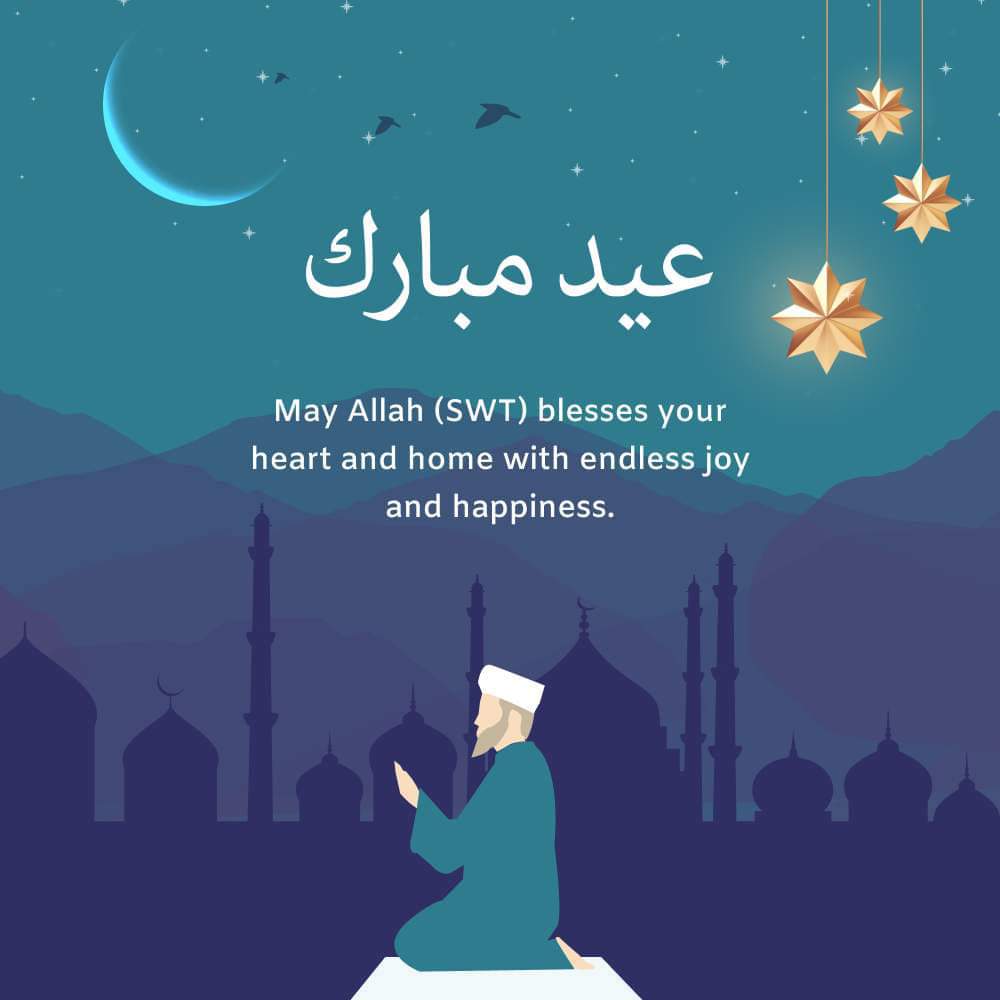 عيد مبارك
May Allah (SWT) blesses your
heart and home with endless joy
and happiness.